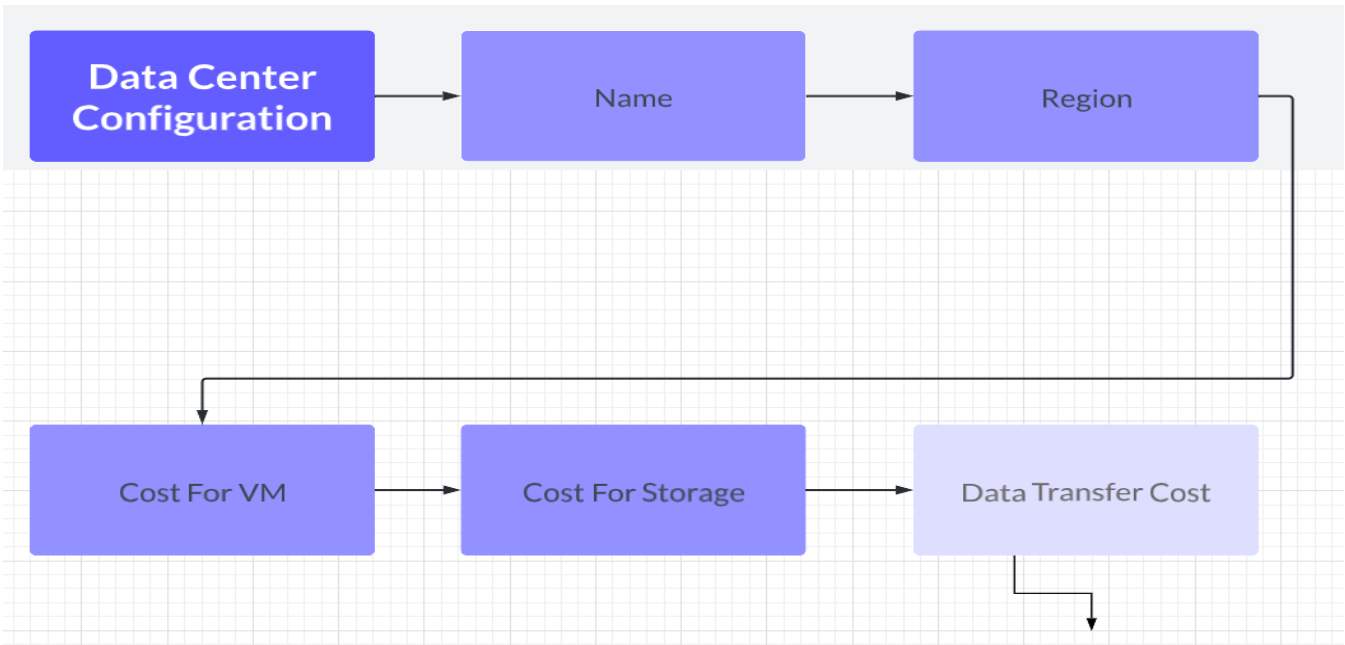 Data Center
Configuration
Name
Region
Cost For VM
Cost For Storage
Data Transfer Cost